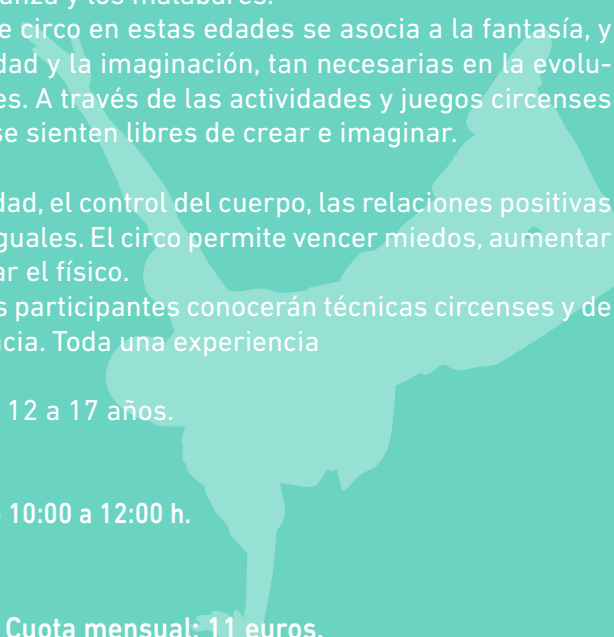 anza y los malabares.
e circo en estas edades se asocia a la fantasía, y
dad y la imaginación, tan necesarias en la evolu-
es. A través de las actividades y juegos circenses
se sienten libres de crear e imaginar.
dad, el control del cuerpo, las relaciones positivas
guales. El circo permite vencer miedos, aumentar
ar el físico.
s participantes conocerán técnicas circenses y de
cia. Toda una experiencia
12 a 17 años.
10:00 a 12:00 h.
Cuota mensual: 11 euros.